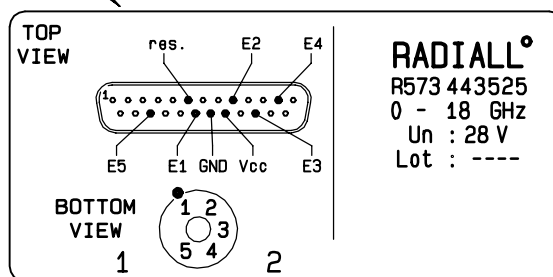 TOP
VIEW
res. E2 E4
1
E5 E1 GND Vcc E3
BOTTOM
VIEW
1 2
3
5 4
1 2
RADIALL°
R573 443525
0 - 18 GHz
Un : 28 V
Lot : ----